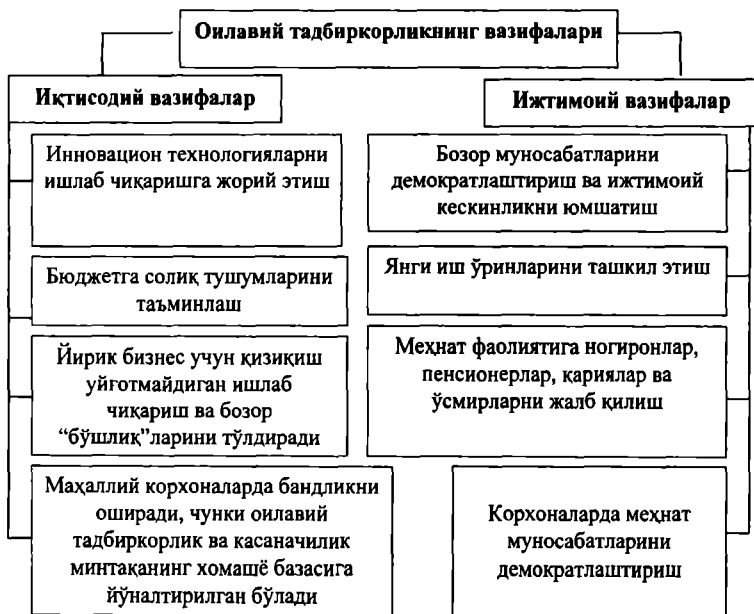 Оилавий тадбиркорликнинг вазифалари
Иқтисодий вазифалар
Инновацион технологияларни
ишлаб чиқаришга жорий этиш
Бюджетга солиқ тушумларини
таъминлаш
Йирик бизнес учун қизиқиш
уйғотмайдиган ишлаб
чиқариш ва бозор
“бўшлиқ”ларини тўлдиради
Маҳаллий корхоналарда бандликни
оширади, чунки оилавий
тадбиркорлик ва касаначилик
минтақанинг хомашё базасига
йўналтирилган бўлади
Ижтимоий вазифалар
Бозор муносабатларини
демократлаштириш ва ижтимоий
кескинликни юмшатиш
Янги иш ўринларини ташкил этиш
Меҳнат фаолиятига ногиронлар,
пенсионерлар, қариялар ва
ўсмирларни жалб қилиш
Корхоналарда меҳнат
муносабатларини
демократлаштириш